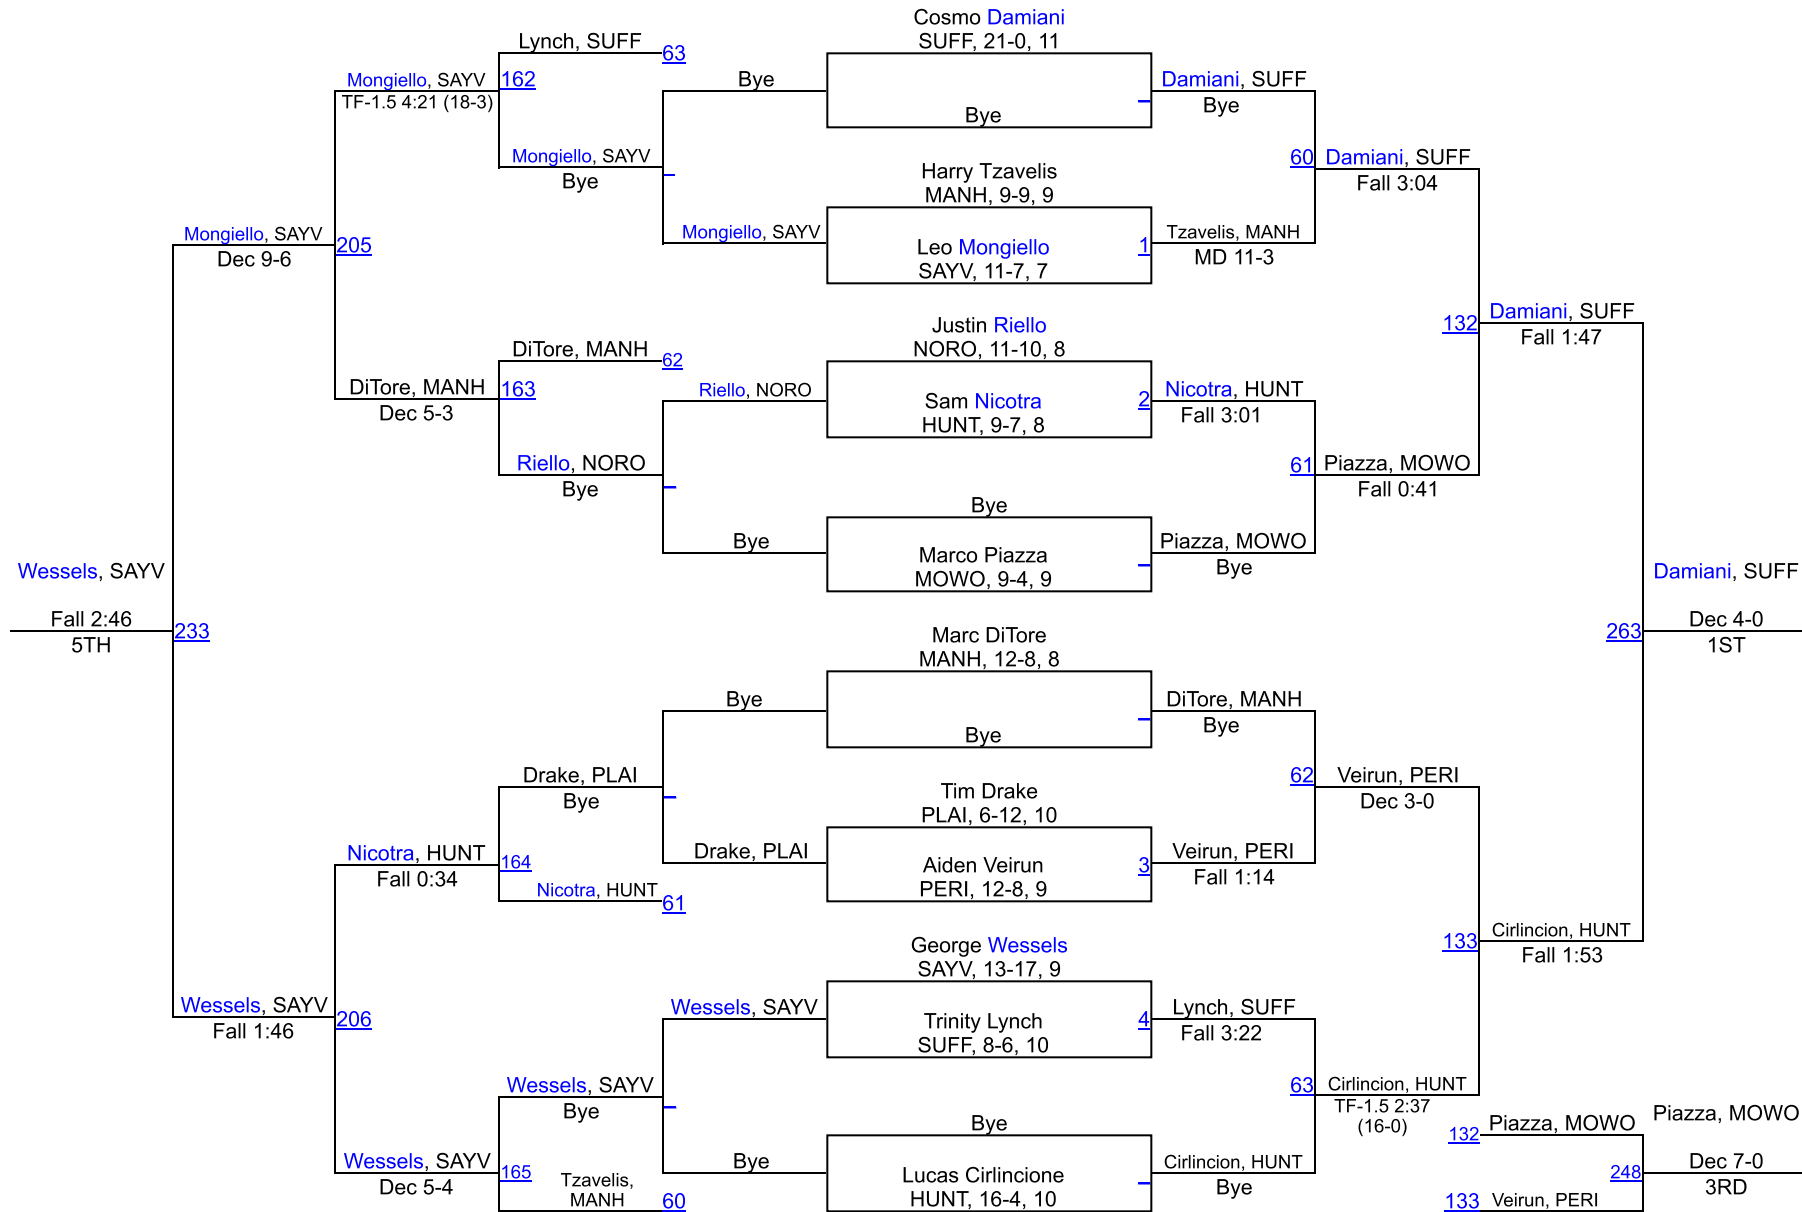 Cosmo Damiani
SUFF, 21-0, 11
Bye
Harry Tzavelis
MANH, 9-9, 9
Leo Mongiello
SAYV, 11-7, 7
1
Justin Riello
NORO, 11-10, 8
Sam Nicotra
HUNT, 9-7, 8
2
Bye
Marco Piazza
MOWO, 9-4, 9
Marc DiTore
MANH, 12-8, 8
Bye
Tim Drake
PLAI, 6-12, 10
Aiden Veirun
PERI, 12-8, 9
3
George Wessels
SAYV, 13-17, 9
Trinity Lynch
SUFF, 8-6, 10
4
Bye
Lucas Cirlincione
HUNT, 16-4, 10
Damiani, SUFF
Bye
Tzavelis, MANH
MD 11-3
Nicotra, HUNT
Fall 3:01
Piazza, MOWO
Bye
DiTore, MANH
Bye
Veirun, PERI
Fall 1:14
Lynch, SUFF
Fall 3:22
Cirlincion, HUNT
Bye
60
Damiani, SUFF
Fall 3:04
61
Piazza, MOWO
Fall 0:41
62
Veirun, PERI
Dec 3-0
63
Cirlincion, HUNT
TF-1.5 2:37
(16-0)
132
Damiani, SUFF
Fall 1:47
133
Cirlincion, HUNT
Fall 1:53
263
Damiani, SUFF
Dec 4-0
1ST
132
Piazza, MOWO
133
Veirun, PERI
248
Piazza, MOWO
Dec 7-0
3RD
Bye
Mongiello, SAYV
Riello, NORO
Bye
Bye
Drake, PLAI
Wessels, SAYV
Bye
Lynch, SUFF
63
Mongiello, SAYV
Bye
DiTore, MANH
62
Riello, NORO
Bye
Drake, PLAI
Bye
Nicotra, HUNT
61
Wessels, SAYV
Bye
Tzavelis,
MANH
60
Mongiello, SAYV
TF-1.5 4:21 (18-3)
162
DiTore, MANH
Dec 5-3
163
Nicotra, HUNT
Fall 0:34
164
Wessels, SAYV
Dec 5-4
165
Mongiello, SAYV
Dec 9-6
205
Wessels, SAYV
Fall 1:46
206
Wessels, SAYV
Fall 2:46
5TH
233